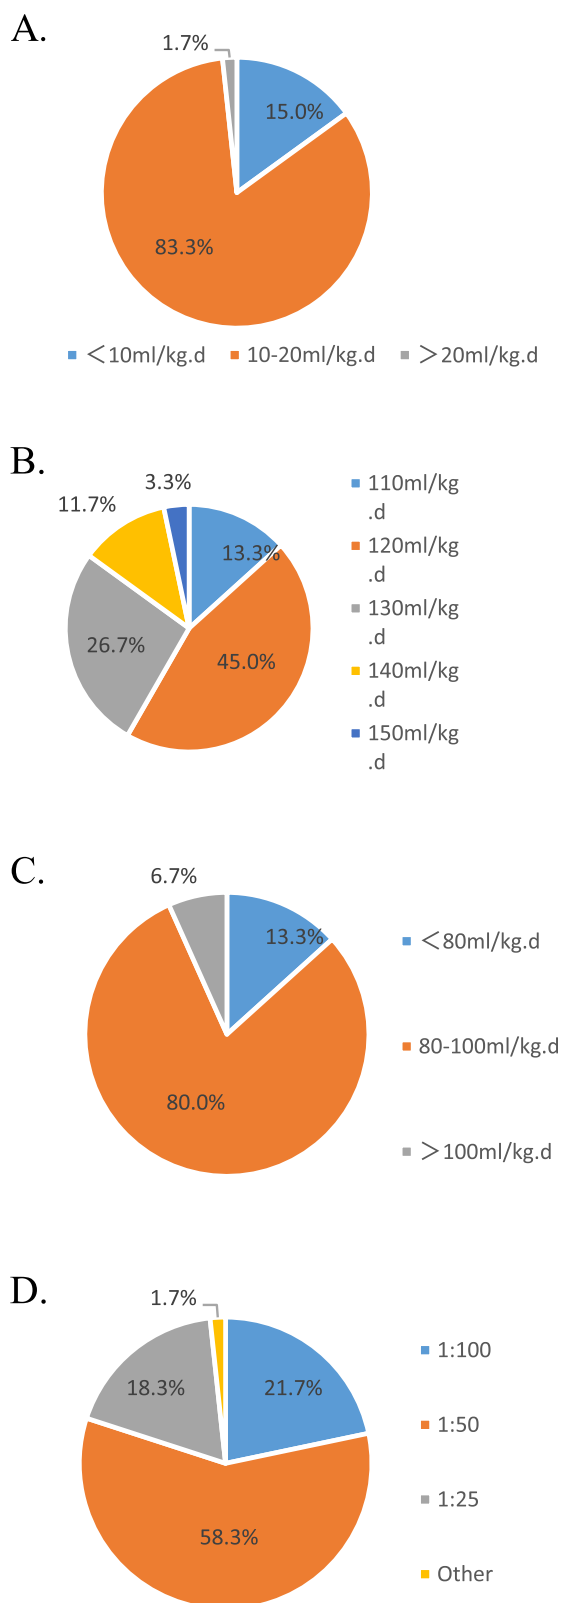 A.
1.7%
15.0%
83.3%
＜10ml/kg.d 10-20ml/kg.d ＞20ml/kg.d
B.
3.3%
11.7%
13.3%
26.7%
45.0%
110ml/kg
.d
120ml/kg
.d
130ml/kg
.d
140ml/kg
.d
150ml/kg
.d
C.
6.7%
13.3%
80.0%
＜80ml/kg.d
80-100ml/kg.d
＞100ml/kg.d
D.
1.7%
18.3%
21.7%
58.3%
1:100
1:50
1:25
Other